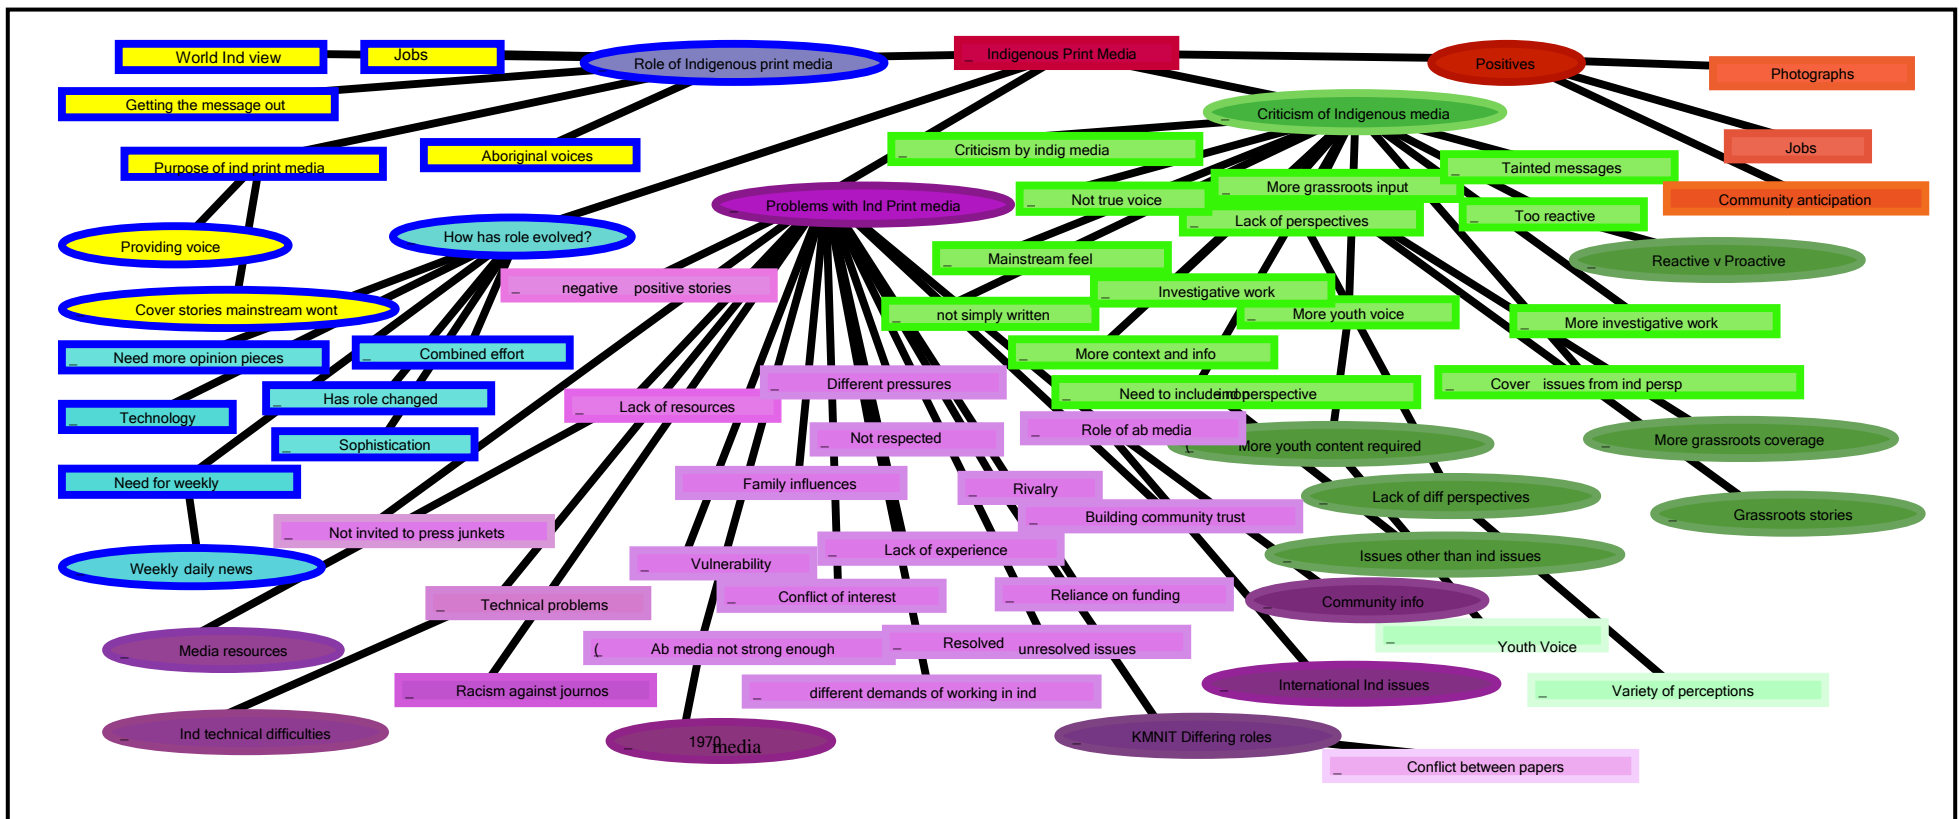 World Ind view
Jobs
Role of Indigenous print media
_ Indigenous Print Media
Positives
Photographs
Getting the message out
_ Criticism of Indigenous media
Purpose of ind print media
Aboriginal voices
_ Criticism by indig media
Jobs
_ Tainted messages
_ More grassroots input
_ Not true voice
Community anticipation
_ Problems with Ind Print media
_ Lack of perspectives
_ Too reactive
Providing voice
_ How has role evolved?
_ Mainstream feel
_ Reactive v Proactive
_ negative positive stories
_ Investigative work
Cover stories mainstream wont
_ not simply written
_ More youth voice
_ More investigative work
_ Need more opinion pieces
_ Combined effort
_ More context and info
_ Different pressures
_ Cover issues from ind persp
_ Need to include ind perspective
non
_ Has role changed
_ Lack of resources
_ Technology
_ Role of ab media
_ Sophistication
_ Not respected
( More youth content required
_ More grassroots coverage
_ Need for weekly
_ Family influences
_ Rivalry
_ Lack of diff perspectives
_ Building community trust
_ Grassroots stories
_ Not invited to press junkets
_ Lack of experience
_ Issues other than ind issues
Weekly daily news
_ Vulnerability
_ Technical problems
_ Conflict of interest
_ Reliance on funding
_ Community info
_ Media resources
( Ab media not strong enough
_ Resolved unresolved issues
_ Youth Voice
_ Racism against journos
_ different demands of working in ind
_ International Ind issues
_ Variety of perceptions
_ Ind technical difficulties
_ 1970 media
_ KMNIT Differing roles
_ Conflict between papers